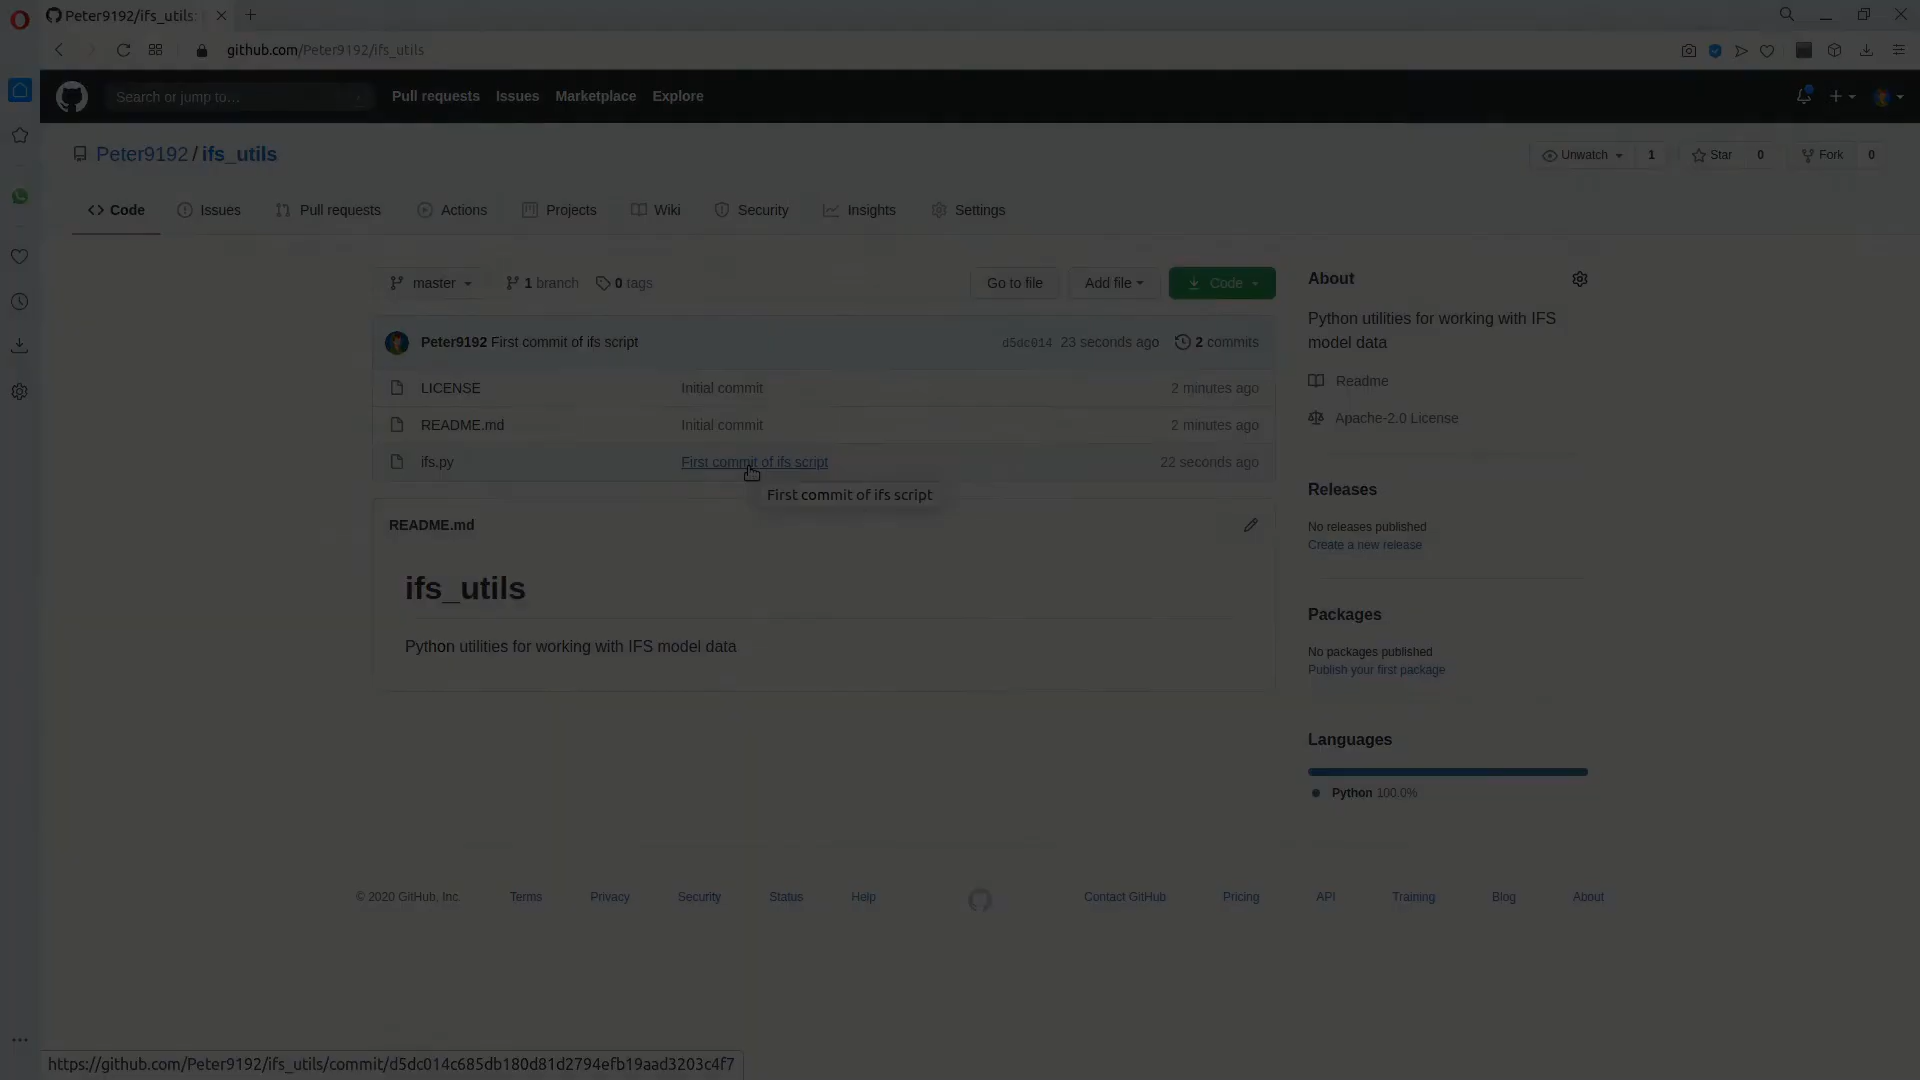 Peter9192/ifs_utils:
github.com/Peter9192/ifs_utils
Search or jump to…
Pull requests
Issues
Marketplace
Explore
Peter9192 / ifs_utils
Unwatch
1
Star
0
Fork
0
Code
Issues
Pull requests
Actions
Projects
Wiki
Security
Insights
Settings
master
1 branch
0 tags
Go to file
Add file
Code
Peter9192 First commit of ifs script
d5dc014
23 seconds ago
2 commits
LICENSE
Initial commit
2 minutes ago
README.md
Initial commit
2 minutes ago
ifs.py
First commit of ifs script
22 seconds ago
First commit of ifs script
README.md
ifs_utils
Python utilities for working with IFS model data
About
Python utilities for working with IFS
model data
Readme
Apache-2.0 License
Releases
No releases published
Create a new release
Packages
No packages published
Publish your first package
Languages
Python 100.0%
© 2020 GitHub, Inc.
Terms
Privacy
Security
Status
Help
Contact GitHub
Pricing
API
Training
Blog
About
https://github.com/Peter9192/ifs_utils/commit/d5dc014c685db180d81d2794efb19aad3203c4f7